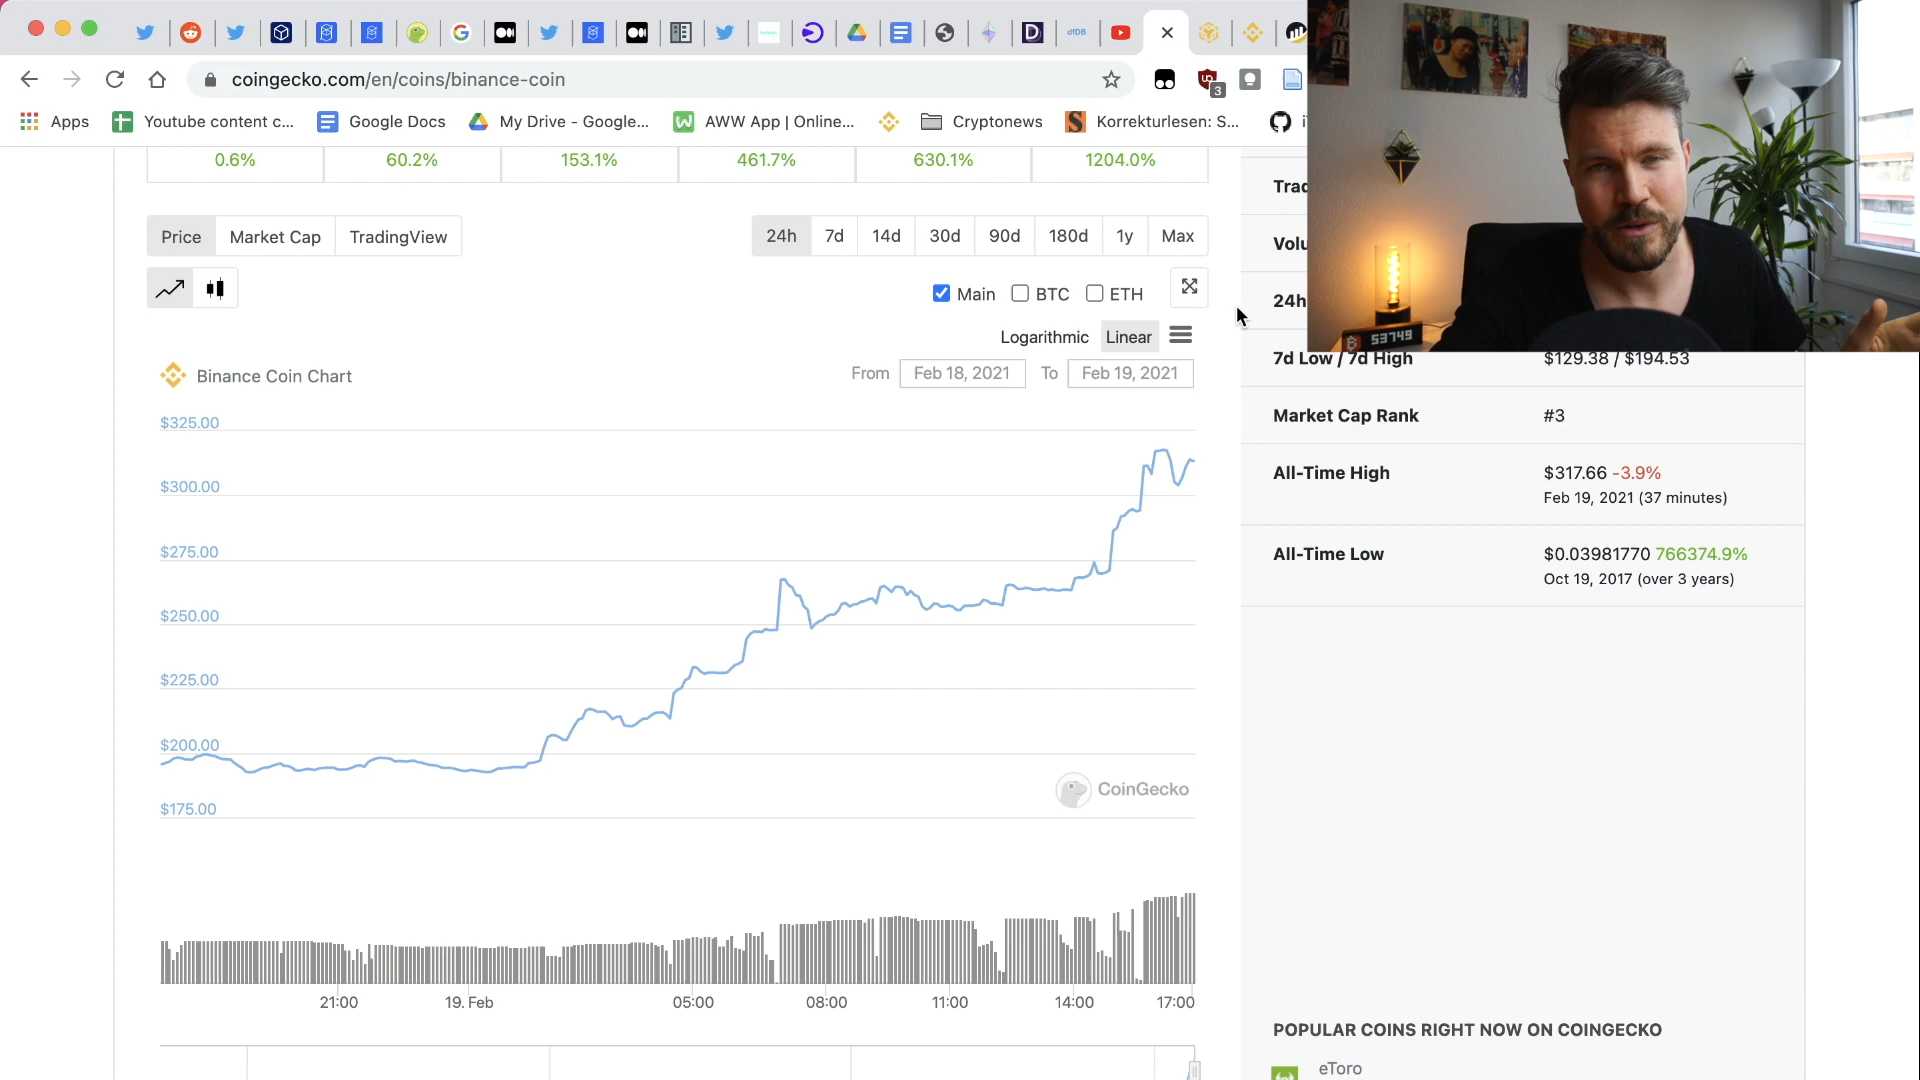 dfDB
coingecko.com/en/coins/binance-coin
3
Apps
Youtube content c...
Google Docs
My Drive - Google...
AWW App | Online...
Cryptonews
Korrekturlesen: S...
0.6% 60.2% 153.1% 461.7% 630.1% 1204.0%
Price Market Cap TradingView
24h 7d 14d 30d 90d 180d 1y Max
Main BTC ETH
Logarithmic Linear
Binance Coin Chart
From Feb 18, 2021 To Feb 19, 2021
$325.00
$300.00
$275.00
$250.00
$225.00
$200.00
$175.00
CoinGecko
21:00 19. Feb 05:00 08:00 11:00 14:00 17:00
24h
7d Low / 7d High $129.38 / $194.53
Market Cap Rank #3
All-Time High $317.66 -3.9%
Feb 19, 2021 (37 minutes)
All-Time Low $0.03981770 766374.9%
Oct 19, 2017 (over 3 years)
POPULAR COINS RIGHT NOW ON COINGECKO
eToro
53749